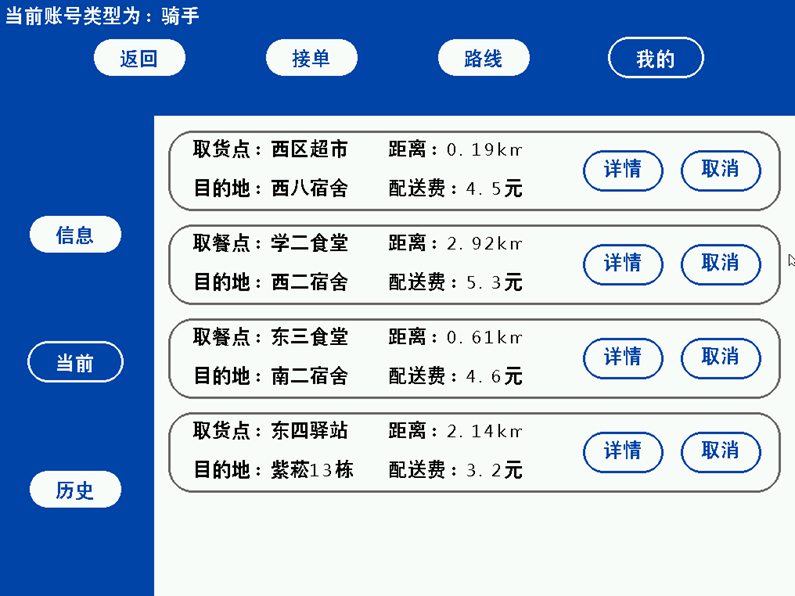 当前账号类型为：骑手
返回 接单 路线 我的
取货点：西区超市 距离：0.19km
目的地：西八宿舍 配送费：4.5元
详情 取消
信息
取餐点：学二食堂 距离：2.92km
目的地：西二宿舍 配送费：5.3元
详情 取消
当前
取餐点：东三食堂 距离：0.61km
目的地：南二宿舍 配送费：4.6元
详情 取消
历史
取货点：东四驿站 距离：2.14km
目的地：紫菘13栋 配送费：3.2元
详情 取消